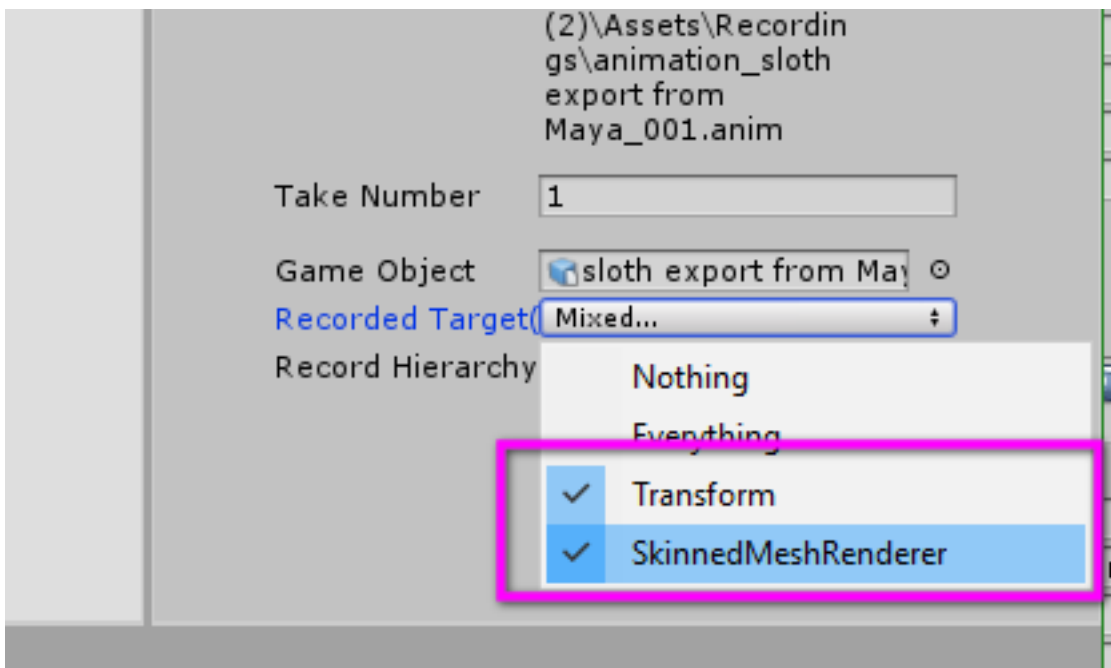 (2)\Assets\Recordin
gs\animation_sloth
export from
Maya_001.anim
Take Number 1
Game Object sloth export from May
Recorded Target( Mixed...
Record Hierarchy
Nothing
Everything
Transform
SkinnedMeshRenderer